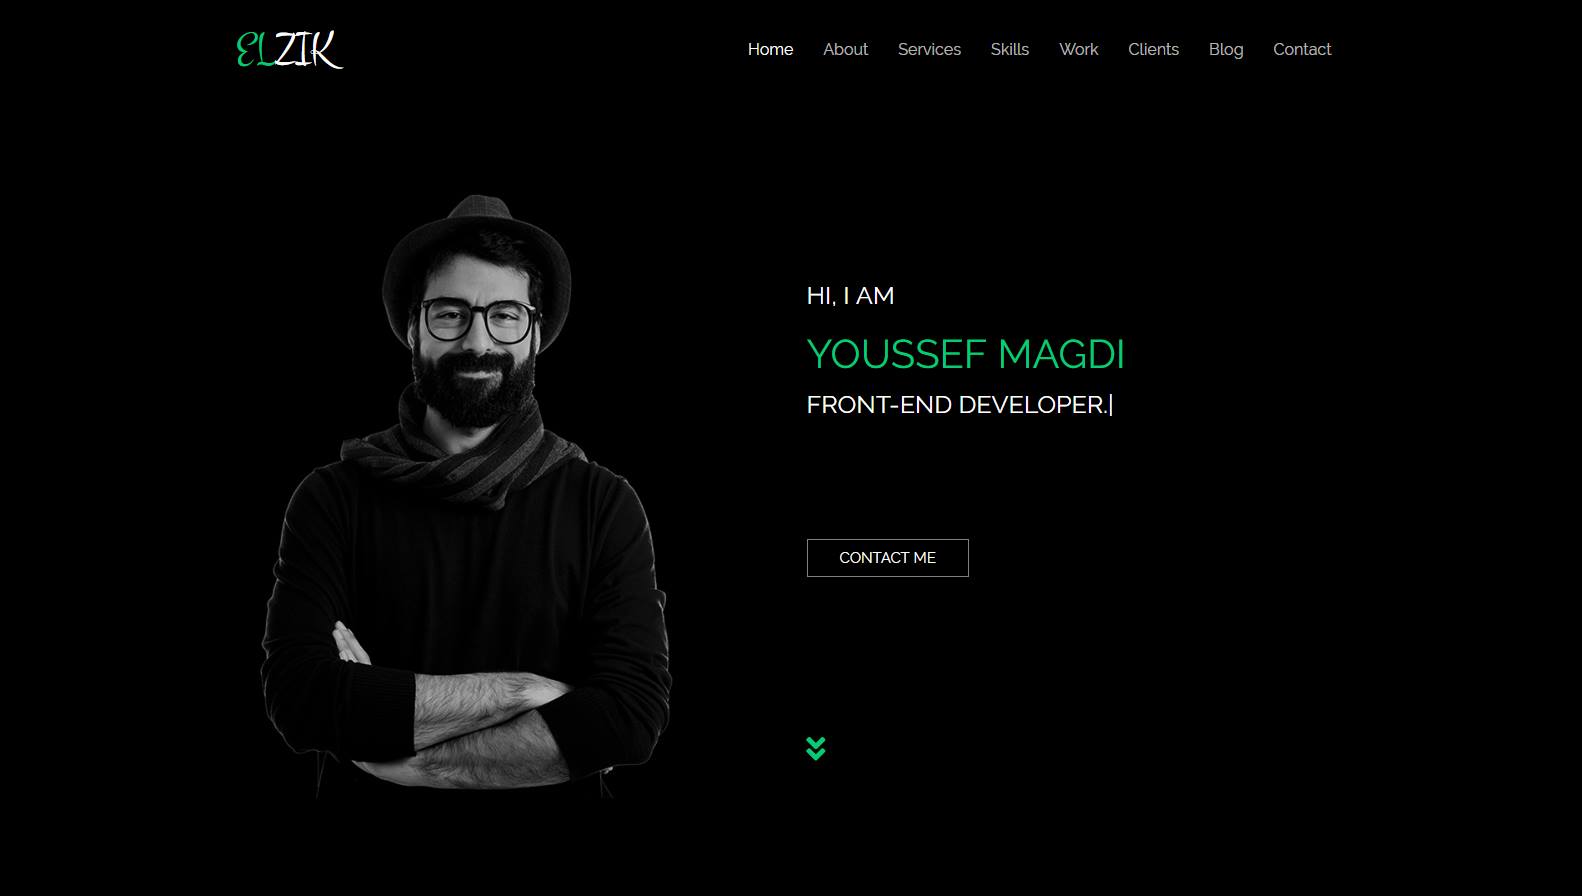 ELZIK
Home About Services Skills Work Clients Blog Contact
HI, I AM
YOUSSEF MAGDI
FRONT-END DEVELOPER.|
CONTACT ME